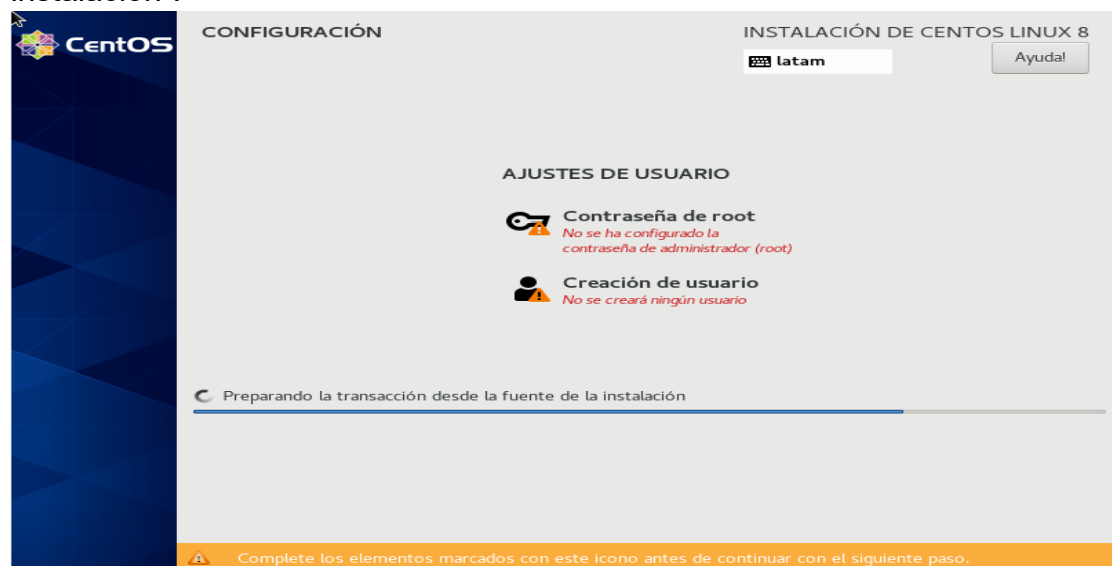 CentOS
CONFIGURACIÓN
INSTALACIÓN DE CENTOS LINUX 8
latam
Ayuda!
AJUSTES DE USUARIO
Contraseña de root
No se ha configurado la
contraseña de administrador (root)
Creación de usuario
No se creará ningún usuario
Preparando la transacción desde la fuente de la instalación
Complete los elementos marcados con este icono antes de continuar con el siguiente paso.